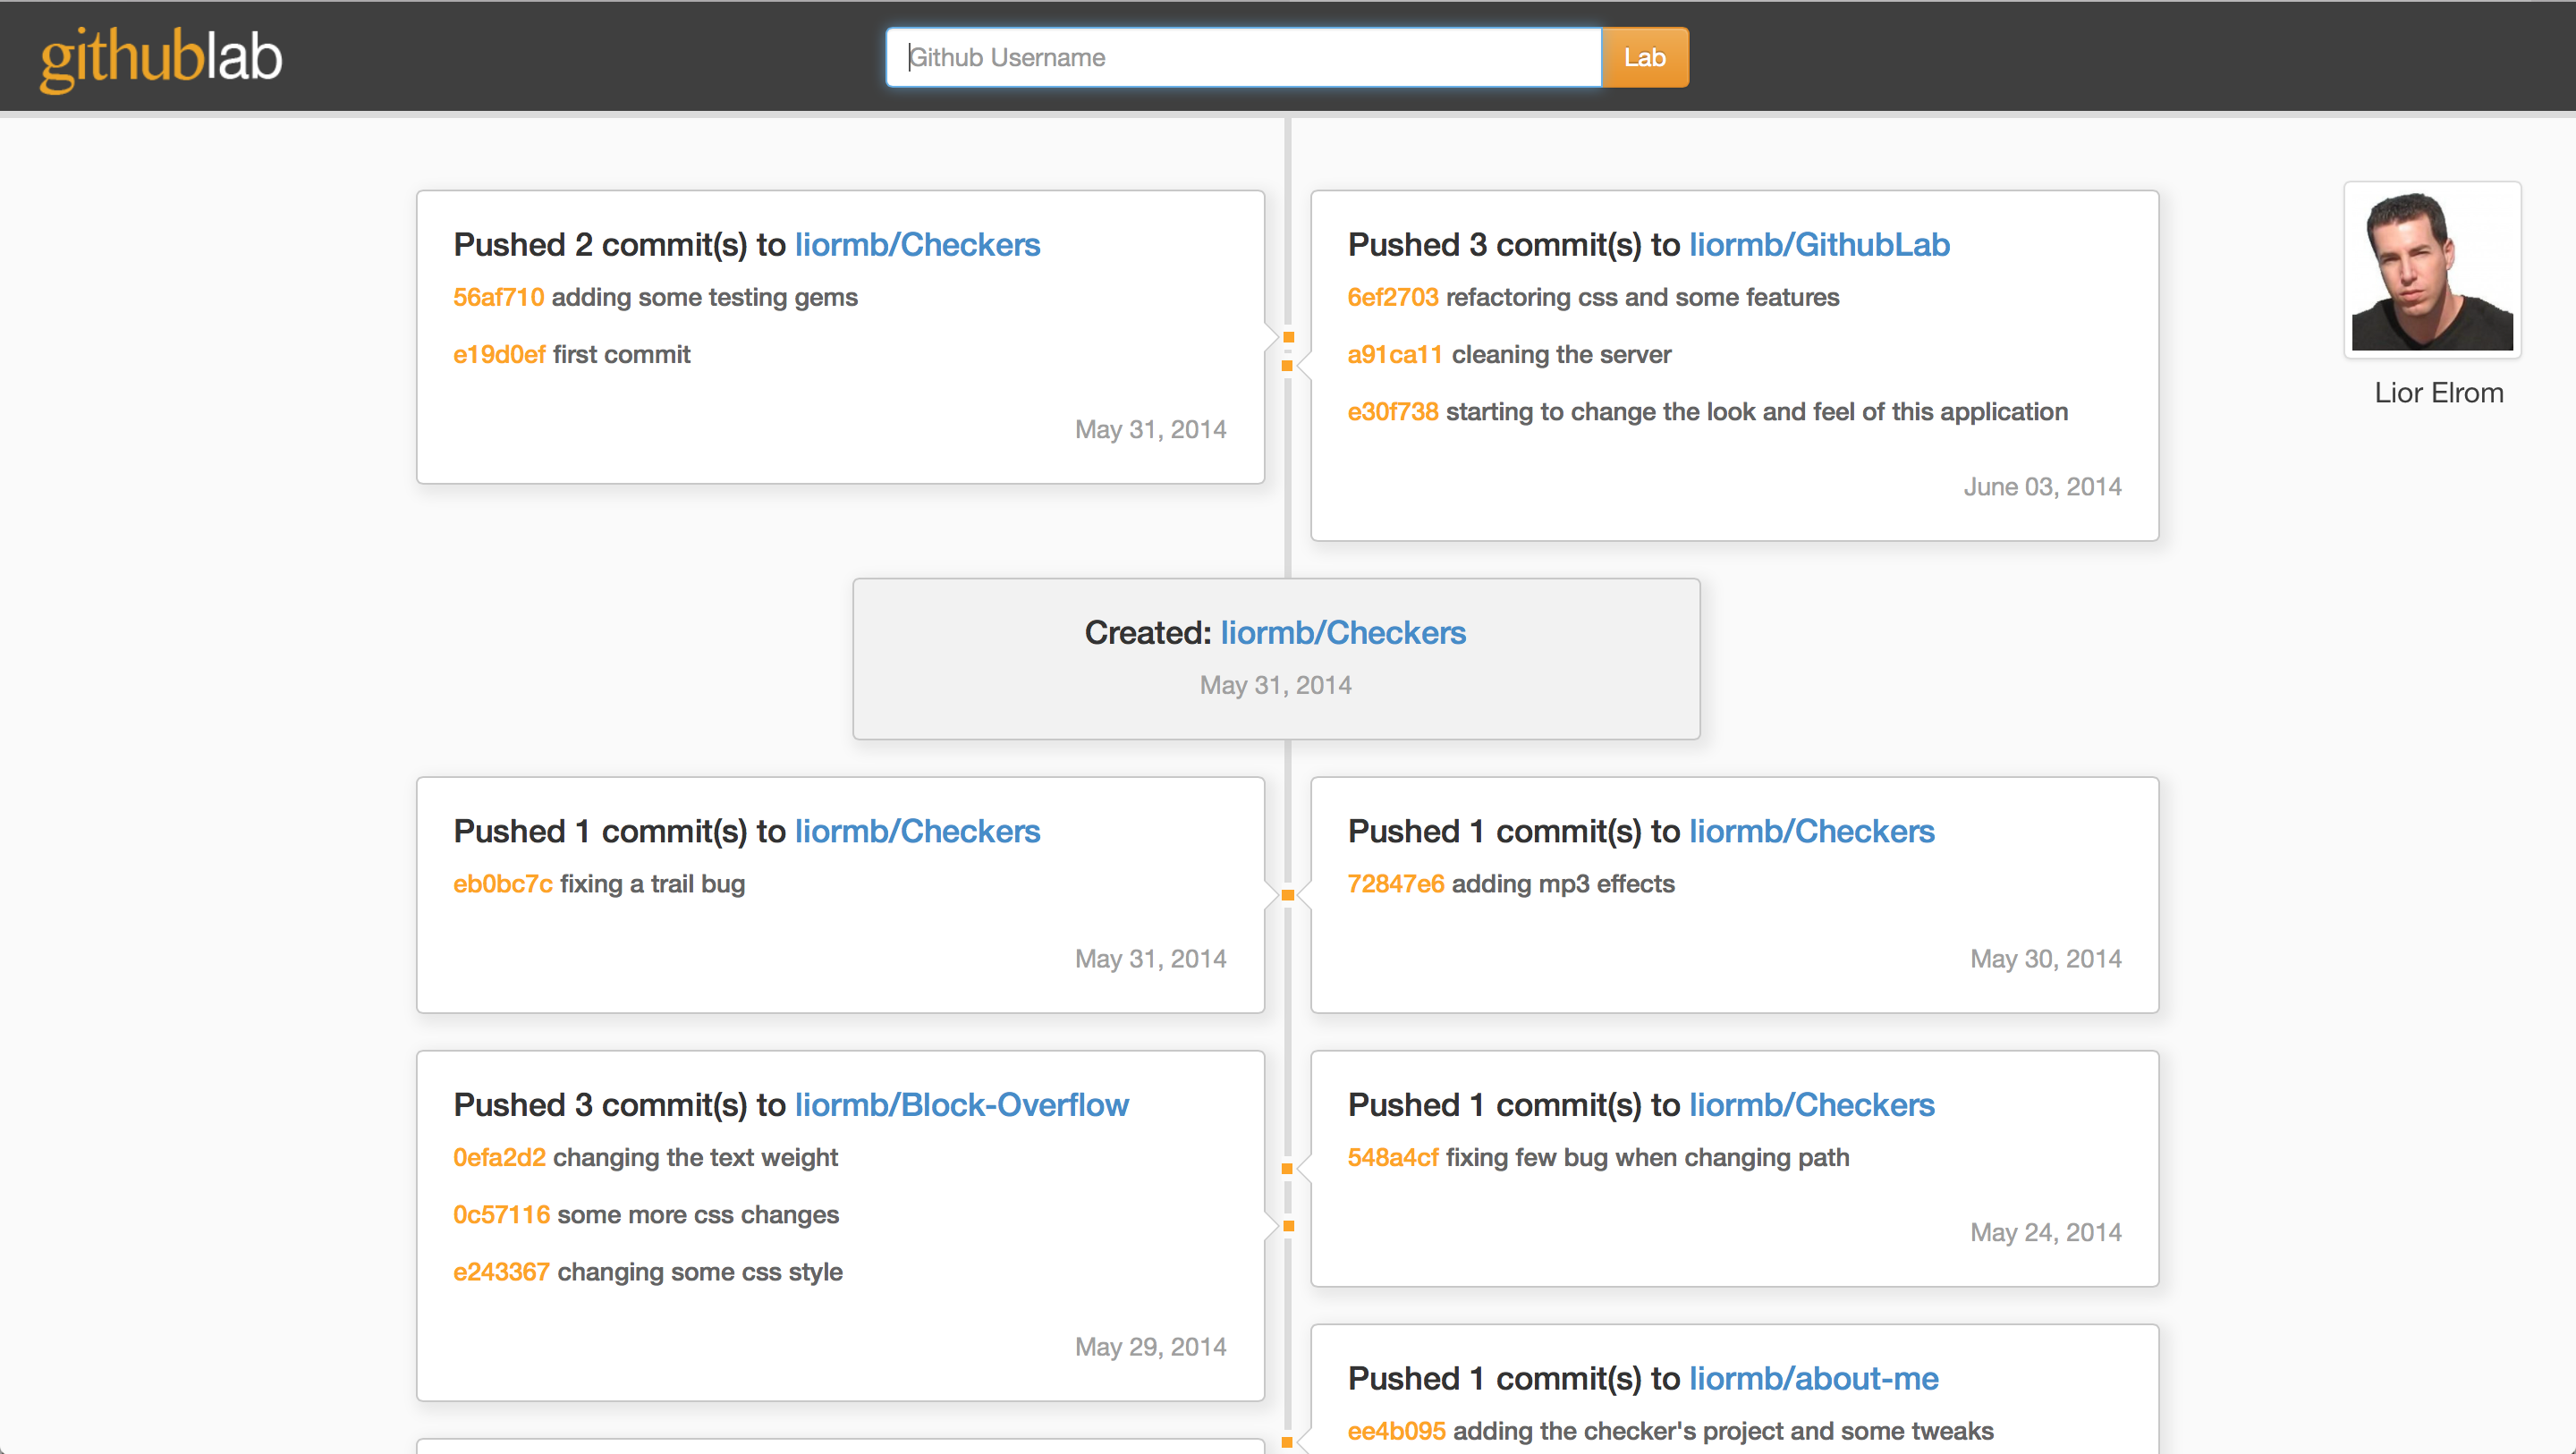 githublab
Github Username
Lab
Pushed 2 commit(s) to liormb/Checkers
56af710 adding some testing gems
e19d0ef first commit
May 31, 2014
Pushed 3 commit(s) to liormb/GithubLab
6ef2703 refactoring css and some features
a91ca11 cleaning the server
e30f738 starting to change the look and feel of this application
June 03, 2014
Lior Elrom
Created: liormb/Checkers
May 31, 2014
Pushed 1 commit(s) to liormb/Checkers
eb0bc7c fixing a trail bug
May 31, 2014
Pushed 1 commit(s) to liormb/Checkers
72847e6 adding mp3 effects
May 30, 2014
Pushed 3 commit(s) to liormb/Block-Overflow
0efa2d2 changing the text weight
0c57116 some more css changes
e243367 changing some css style
May 29, 2014
Pushed 1 commit(s) to liormb/Checkers
548a4cf fixing few bug when changing path
May 24, 2014
Pushed 1 commit(s) to liormb/about-me
ee4b095 adding the checker's project and some tweaks